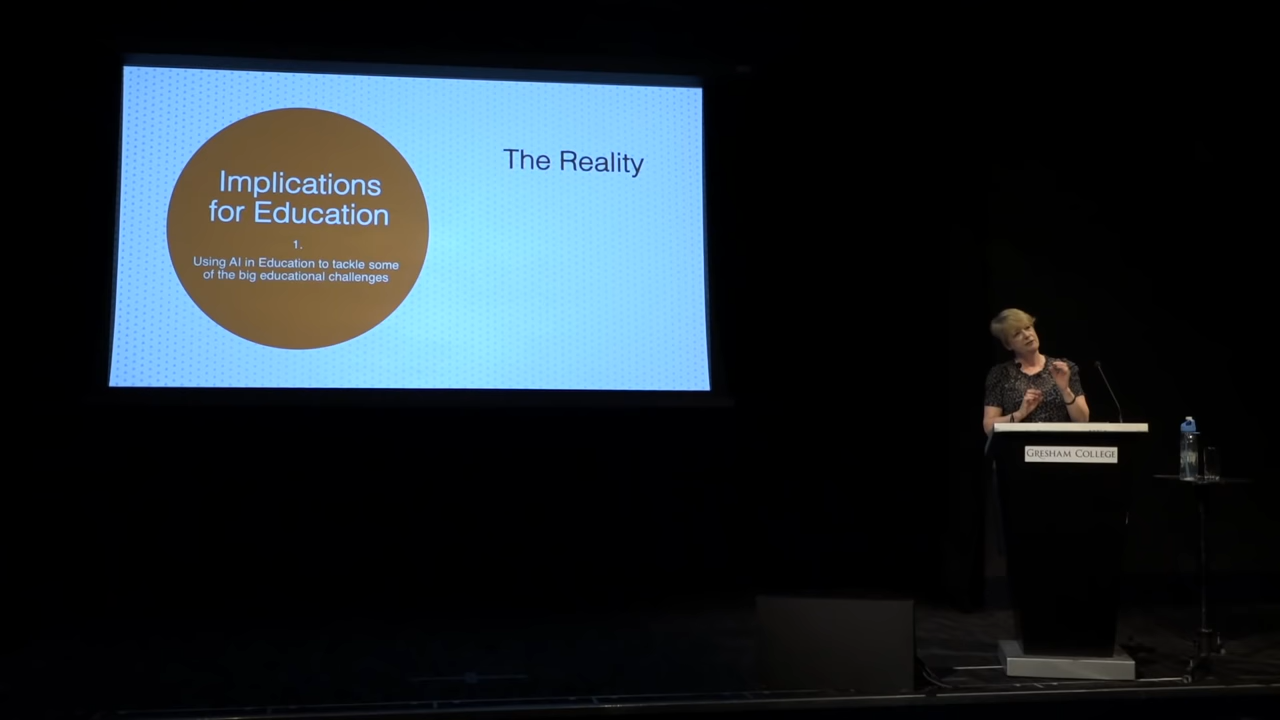 Implications
for Education
1.
Using AI in Education to tackle some
of the big educational challenges
The Reality
GRESHAM COLLEGE